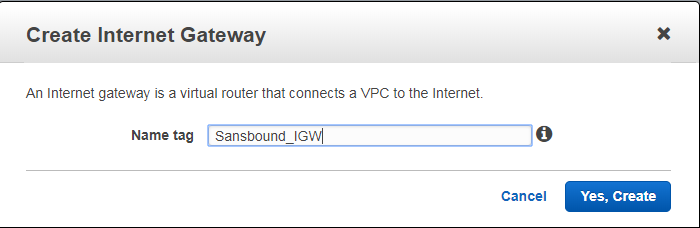 Create Internet Gateway
An Internet gateway is a virtual router that connects a VPC to the Internet.
Name tag Sansbound_IGW
Cancel Yes, Create